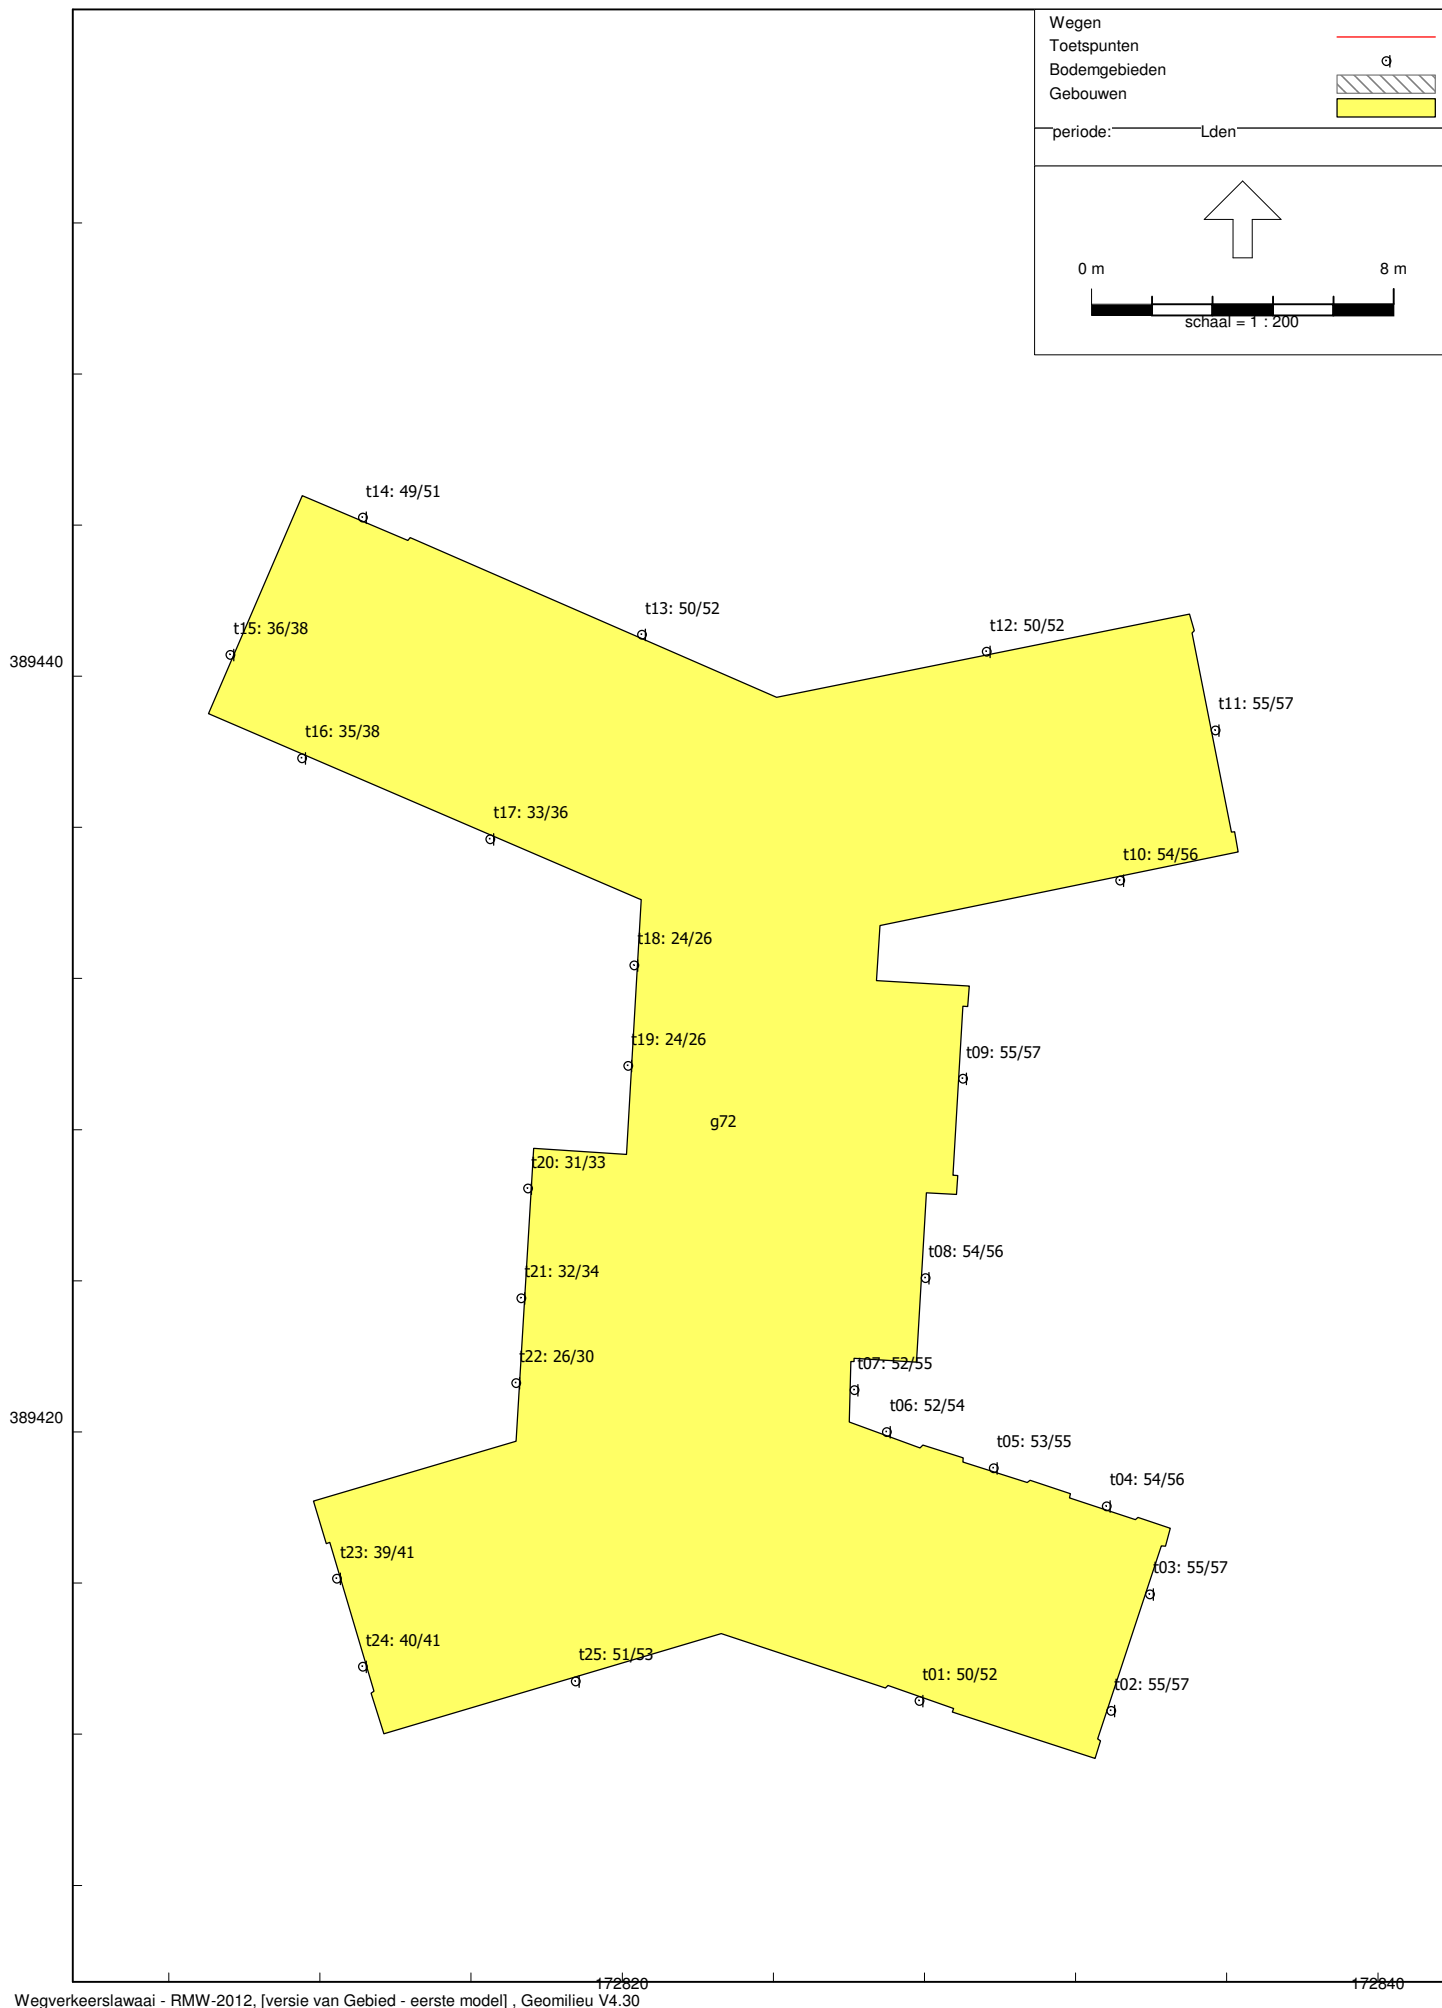 Wegen
Toetspunten
Bodemgebieden
Gebouwen
periode: Lden
0 m 8 m
schaal = 1 : 200
t14: 49/51
t13: 50/52
t12: 50/52
t15: 36/38
389440
t11: 55/57
t16: 35/38
t17: 33/36
t10: 54/56
t18: 24/26
t19: 24/26
t09: 55/57
g72
t20: 31/33
t08: 54/56
t21: 32/34
t22: 26/30
t07: 52/55
t06: 52/54
389420
t05: 53/55
t04: 54/56
t23: 39/41
t03: 55/57
t24: 40/41
t25: 51/53
t01: 50/52
t02: 55/57
172820 172840
Wegverkeerslawaai - RMW-2012, [versie van Gebied - eerste model] , Geomilieu V4.30